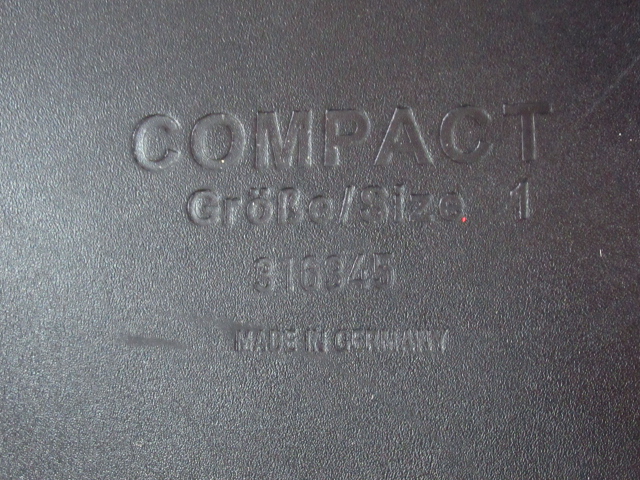 COMPACT
Größe/Size 1
316345
MADE IN GERMANY